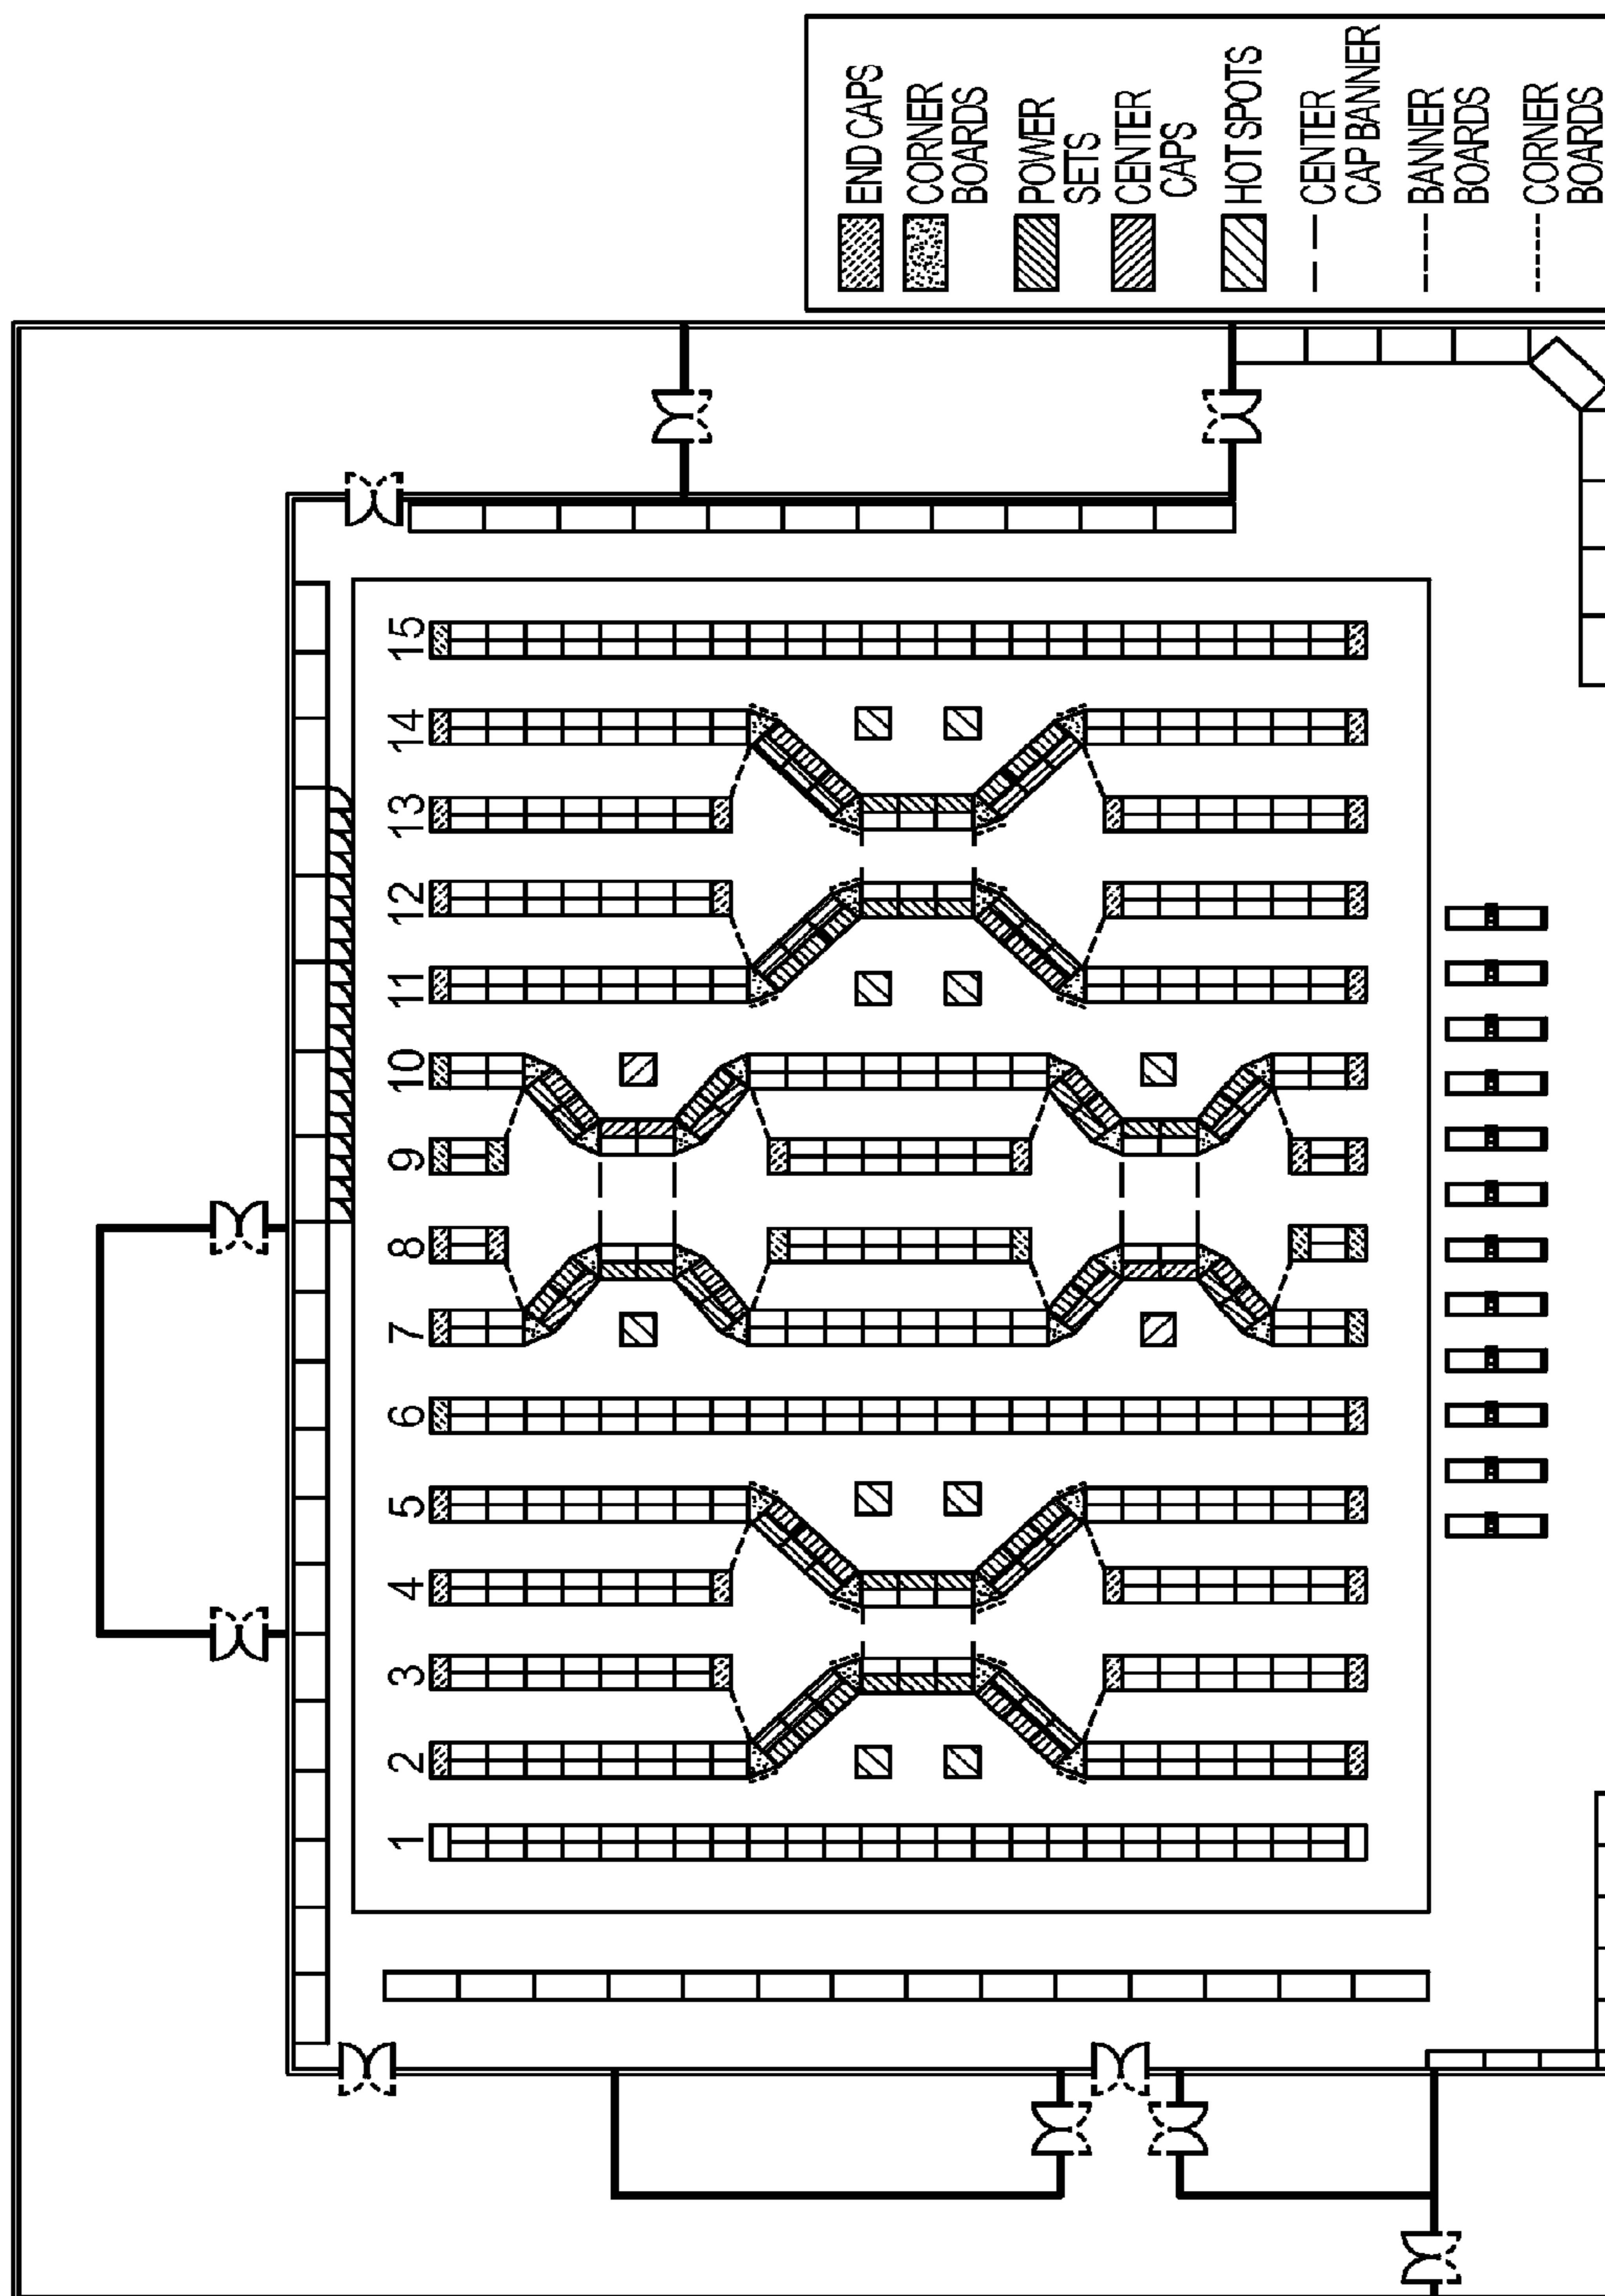 END CAPS
CORNER
BOARDS
POWER
SETS
CENTER
CAPS
HOT SPOTS
CENTER
CAP BANNER
BANNER
BOARDS
CORNER
BOARDS
1
2
3
4
5
6
7
8
9
10
11
12
13
14
15